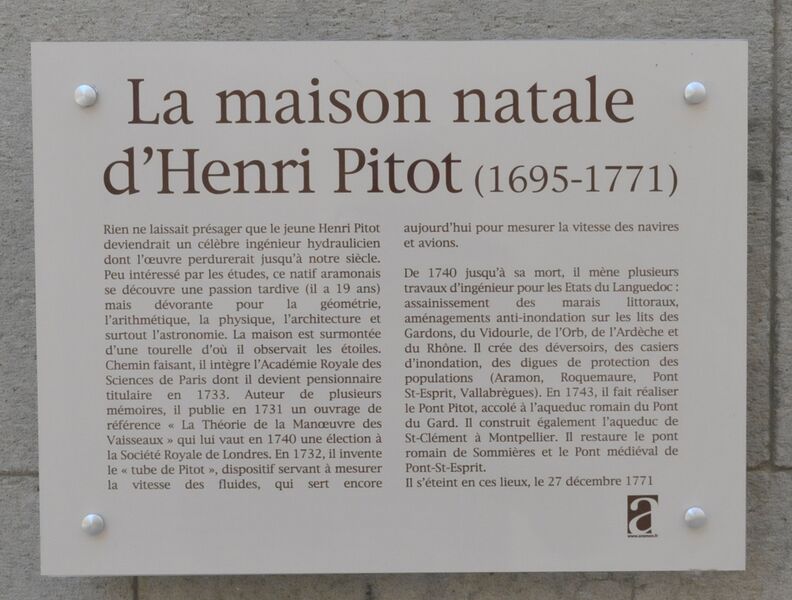 La maison natale
d'Henri Pitot (1695-1771)
Rien ne laissait présager que le jeune Henri Pitot
deviendrait un célèbre ingénieur hydraulicien
dont l'œuvre perdurerait jusqu'à notre siècle.
Peu intéressé par les études, ce natif aramonais
se découvre une passion tardive (il a 19 ans)
mais dévorante pour la géométrie,
l'arithmétique, la physique, l'architecture et
surtout l'astronomie. La maison est surmontée
d'une tourelle d'où il observait les étoiles.
Chemin faisant, il intègre l'Académie Royale des
Sciences de Paris dont il devient pensionnaire
titulaire en 1733. Auteur de plusieurs
mémoires, il publie en 1731 un ouvrage de
référence « La Théorie de la Manœuvre des
Vaisseaux » qui lui vaut en 1740 une élection à
la Société Royale de Londres. En 1732, il invente
le « tube de Pitot », dispositif servant à mesurer
la vitesse des fluides, qui sert encore
aujourd'hui pour mesurer la vitesse des navires
et avions.
De 1740 jusqu'à sa mort, il mène plusieurs
travaux d'ingénieur pour les Etats du Languedoc :
assainissement des marais littoraux,
aménagements anti-inondation sur les lits des
Gardons, du Vidourle, de l'Orb, de l'Ardèche et
du Rhône. Il crée des déversoirs, des casiers
d'inondation, des digues de protection des
populations (Aramon, Roquemaure, Pont
St-Esprit, Vallabrègues). En 1743, il fait réaliser
le Pont Pitot, accolé à l'aqueduc romain du Pont
du Gard. Il construit également l'aqueduc de
St-Clément à Montpellier. Il restaure le pont
romain de Sommières et le Pont médiéval de
Pont-St-Esprit.
Il s'éteint en ces lieux, le 27 décembre 1771
a
www.aramon.fr